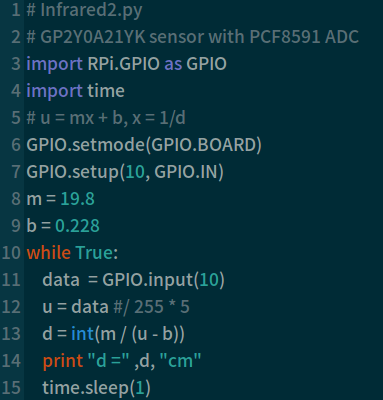 1 # Infrared2.py
2 # GP2Y0A21YK sensor with PCF8591 ADC
3 import RPi.GPIO as GPIO
4 import time
5 # u = mx + b, x = 1/d
6 GPIO.setmode(GPIO.BOARD)
7 GPIO.setup(10, GPIO.IN)
8 m = 19.8
9 b = 0.228
10 while True:
11     data  = GPIO.input(10)
12     u = data #/ 255 * 5
13     d = int(m / (u - b))
14     print "d =" ,d, "cm"
15     time.sleep(1)